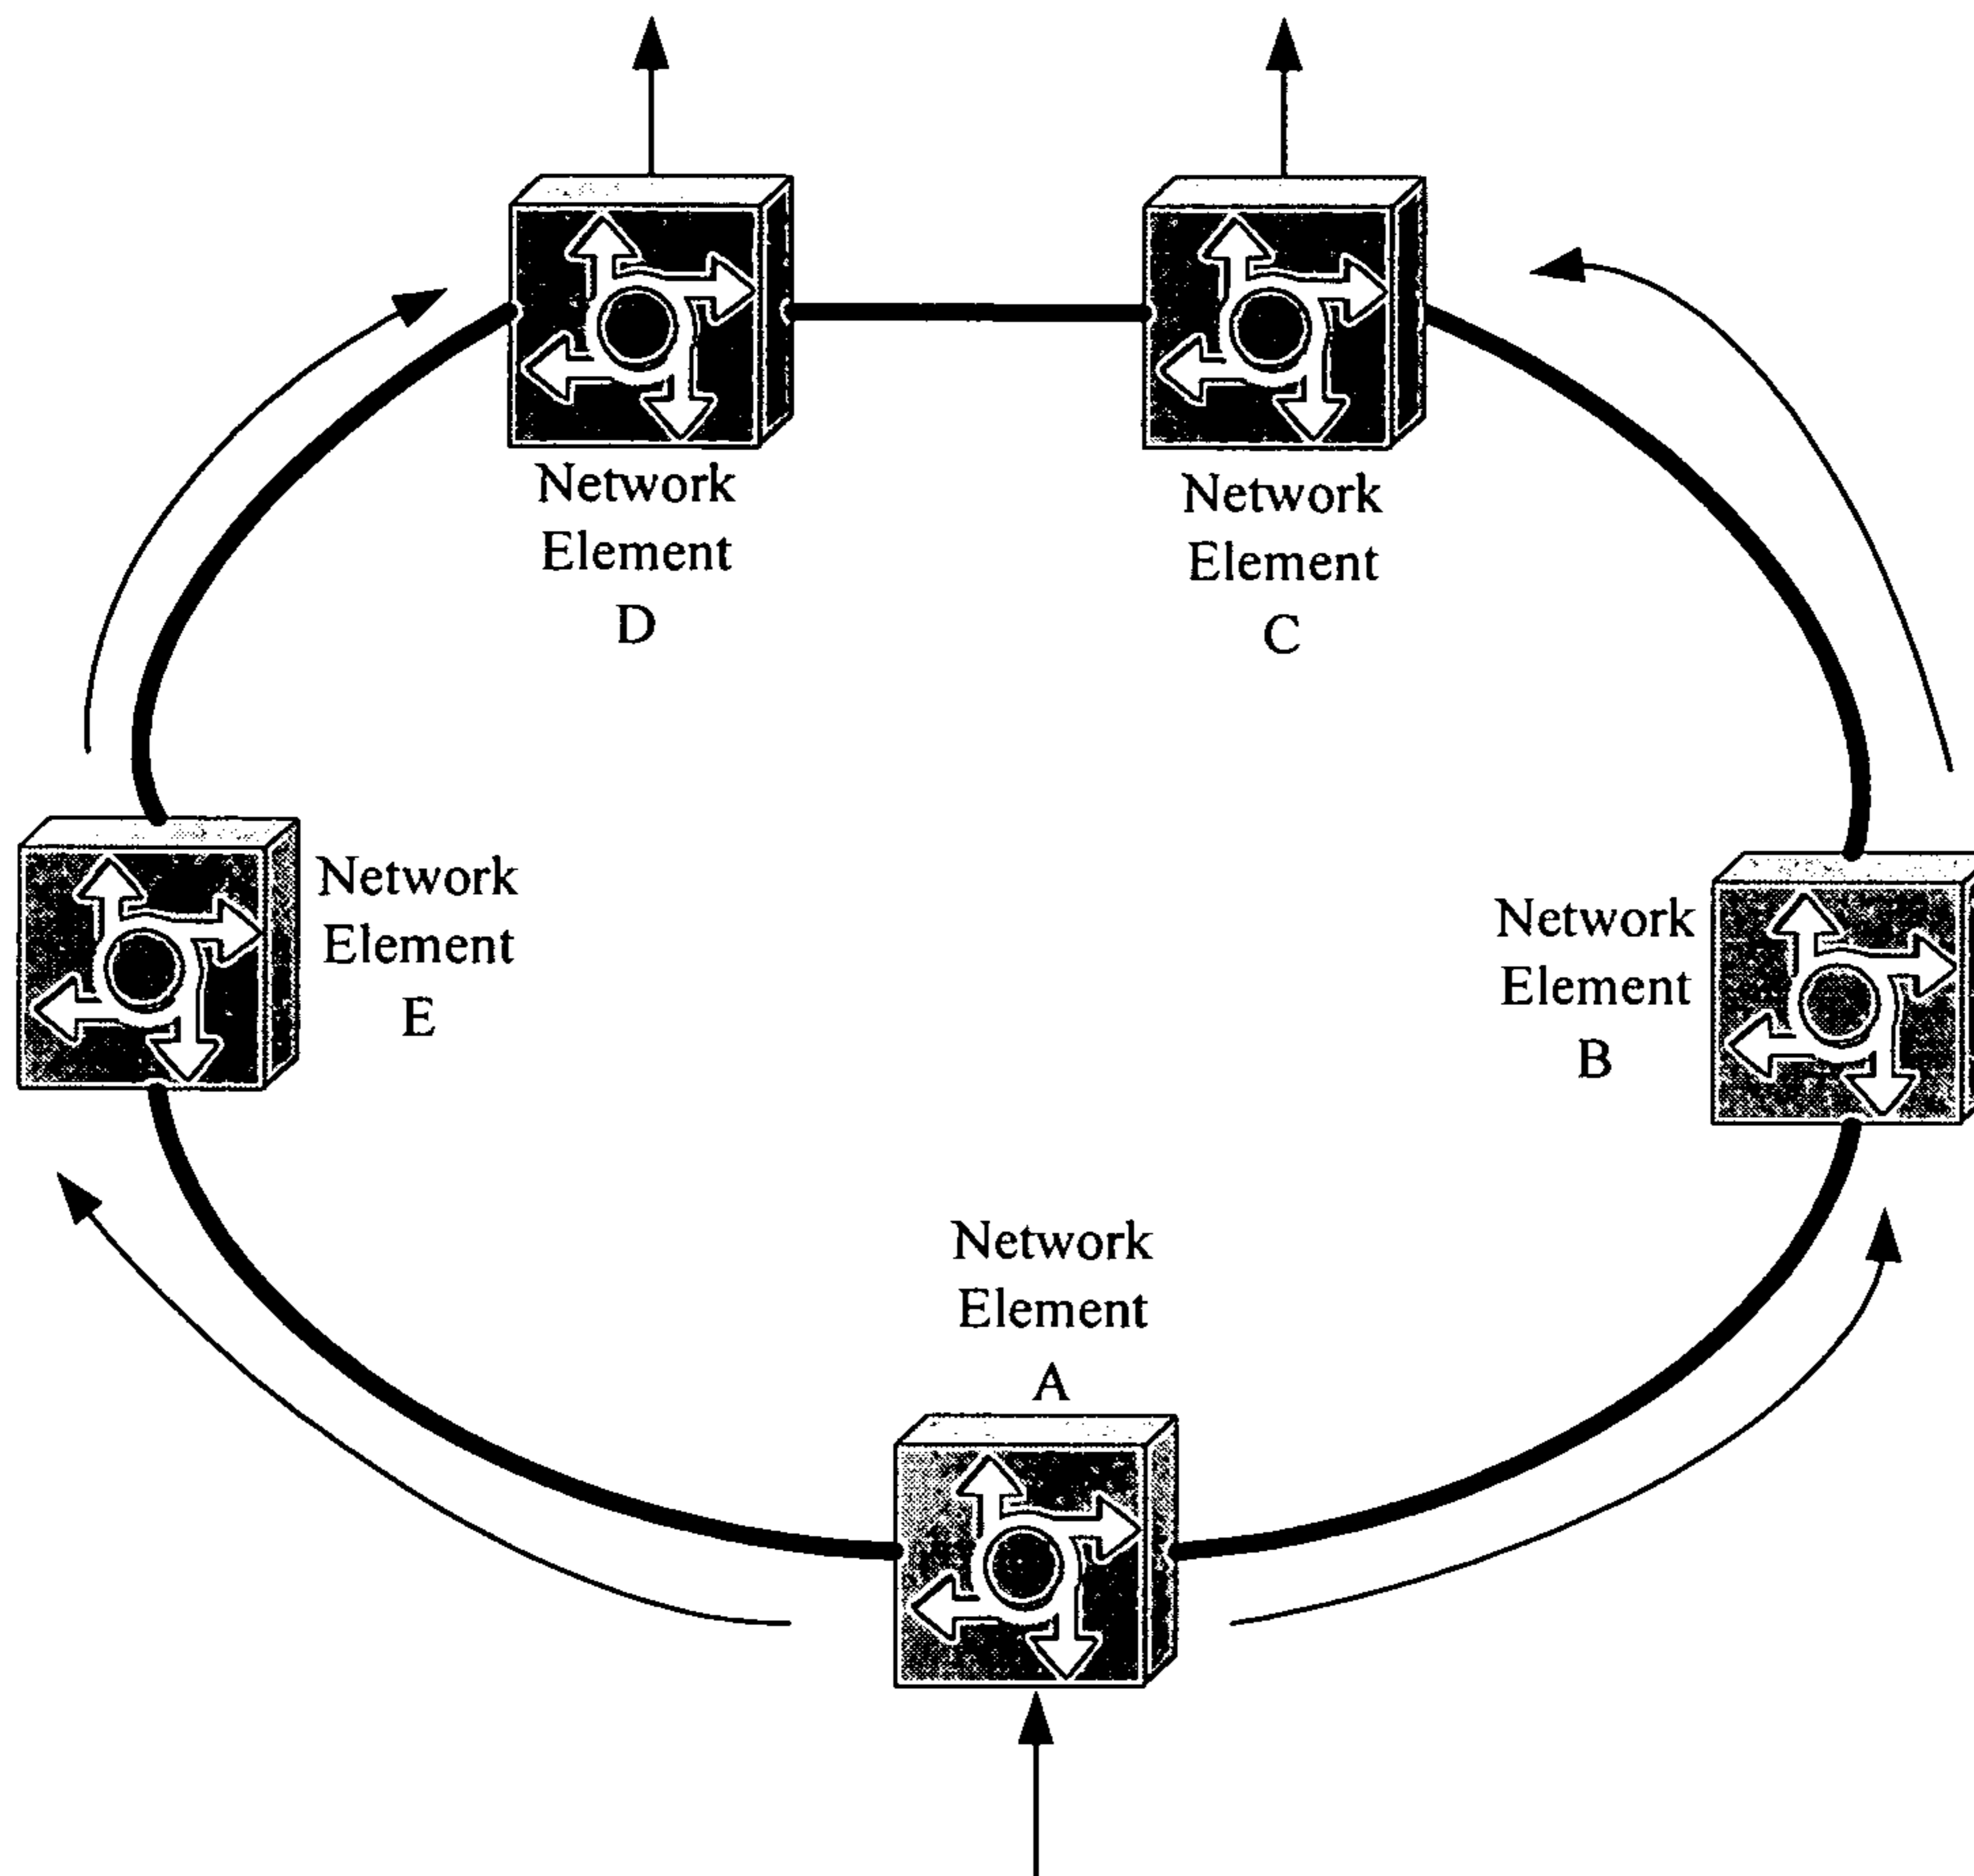 Network
Element
D
Network
Element
C
Network
Element
E
Network
Element
B
Network
Element
A